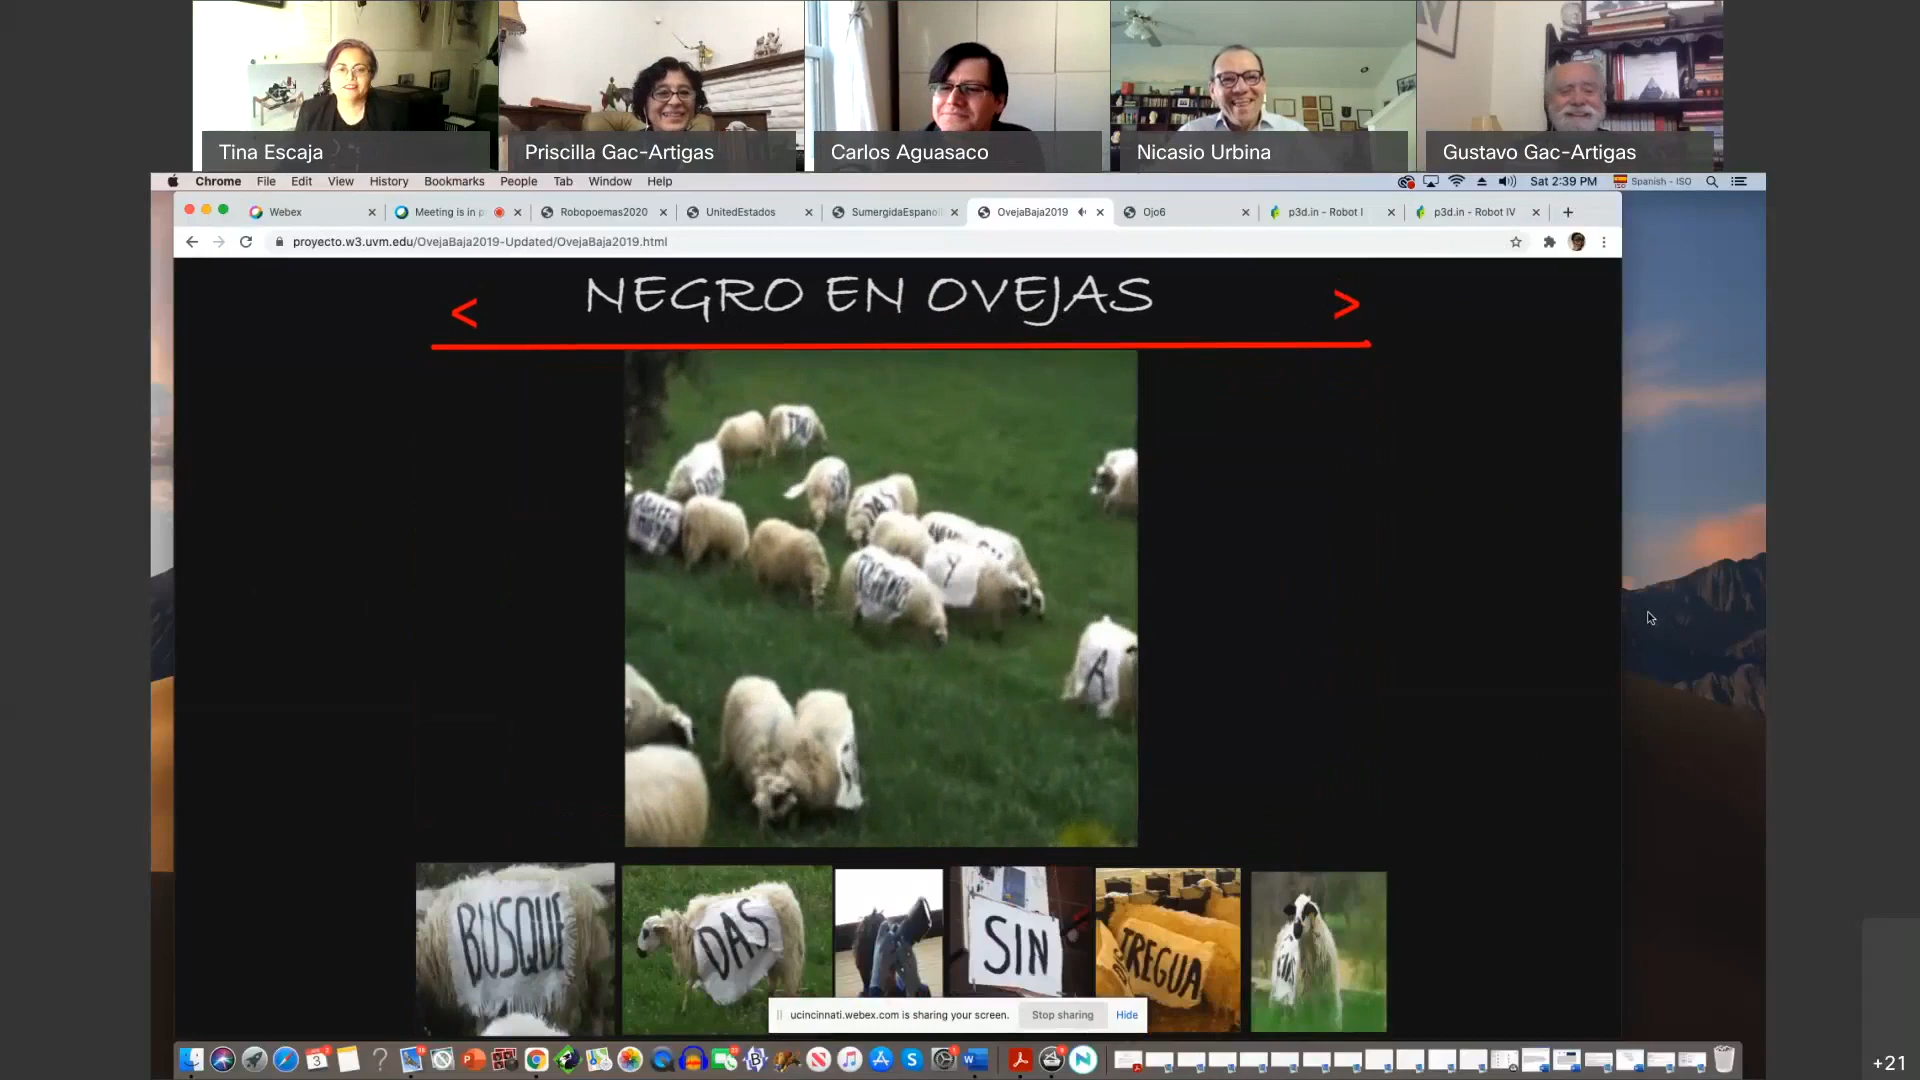 Tina Escaja
Priscilla Gac-Artigas
Carlos Aguasaco
Nicasio Urbina
Gustavo Gac-Artigas
Chrome File Edit View History Bookmarks People Tab Window Help
Sat 2:39 PM
Spanish - ISO
Webex
Meeting is in p
Robopoemas2020
UnitedEstados
SumergidaEspanol
OvejaBaja2019
Ojo6
p3d.in - Robot I
p3d.in - Robot IV
proyecto.w3.uvm.edu/OvejaBaja2019-Updated/OvejaBaja2019.html
< NEGRO EN OVEJAS >
DAS
Y
A
BUSQUE
DAS
SIN
TREGUA
ucincinnati.webex.com is sharing your screen.
Stop sharing
Hide
+21